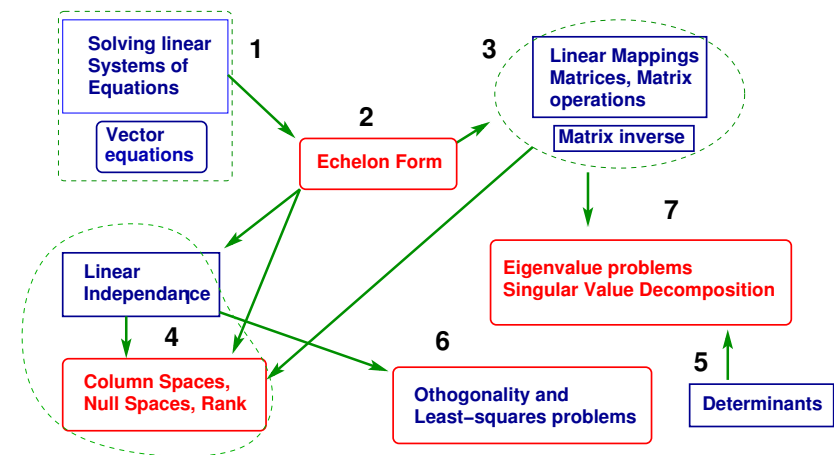 1
Solving linear
Systems of
Equations
Vector
equations
2
Echelon Form
3
Linear Mappings
Matrices, Matrix
operations
Matrix inverse
Linear
Independance
4
Column Spaces,
Null Spaces, Rank
6
Othogonality and
Least−squares problems
7
Eigenvalue problems
Singular Value Decomposition
5
Determinants